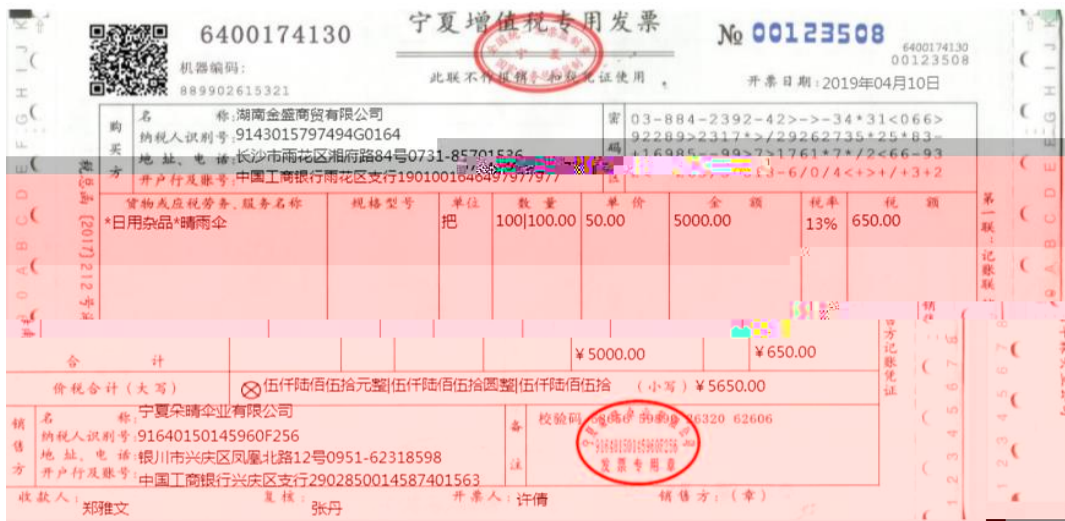 宁夏增值税专用发票
6400174130
№ 00123508
6400174130
00123508
机器编码:
889902615321
开票日期:2019年04月10日
购买方
名 称:湖南金盛商贸有限公司
纳税人识别号:9143015797494G0164
地 址、电 话:长沙市雨花区湘府路84号0731-85701536
开户行及账号:中国工商银行雨花区支行1901001646497977977
密码
03-884-2392-42>->-34*31<066>
92289>2317*>/29262735*25*83-
+16985-<99>7>1761*7*/2<66-93
货物或应税劳务、服务名称 规格型号 单位 数 量 单 价 金 额 税率 税 额
*日用杂品*晴雨伞 把 100|100.00 50.00 5000.00 13% 650.00
合 计 ¥5000.00 ¥650.00
价税合计(大写) 伍仟陆佰伍拾元整|伍仟陆佰伍拾圆整|伍仟陆佰伍拾 (小写)¥5650.00
销售方
名 称:宁夏朵晴伞业有限公司
纳税人识别号:91640150145960F256
地 址、电 话:银川市兴庆区凤凰北路12号0951-62318598
开户行及账号:中国工商银行兴庆区支行2902850014587401563
备注
校验码 62606
91640150145960F256
发票专用章
收款人:郑雅文 复核:张丹 开票人:许倩 销售方:(章)
第一联:记账联
售方记账凭证